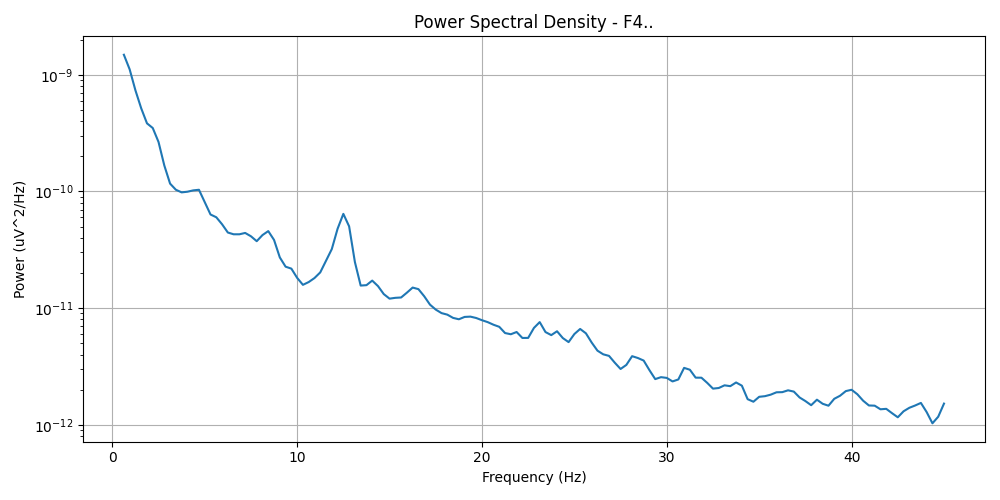 Power Spectral Density - F4..
Power (uV^2/Hz)
10⁻⁹
10⁻¹⁰
10⁻¹¹
10⁻¹²
0 10 20 30 40
Frequency (Hz)